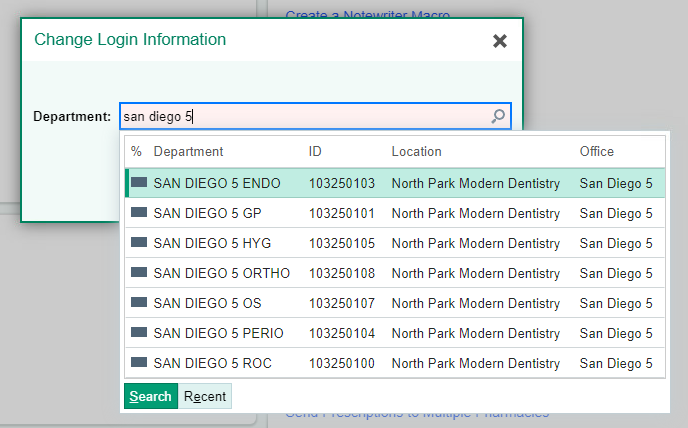 Create a Notewriter Macro
Change Login Information
Department: san diego 5
% Department ID Location Office
SAN DIEGO 5 ENDO 103250103 North Park Modern Dentistry San Diego 5
SAN DIEGO 5 GP 103250101 North Park Modern Dentistry San Diego 5
SAN DIEGO 5 HYG 103250105 North Park Modern Dentistry San Diego 5
SAN DIEGO 5 ORTHO 103250108 North Park Modern Dentistry San Diego 5
SAN DIEGO 5 OS 103250107 North Park Modern Dentistry San Diego 5
SAN DIEGO 5 PERIO 103250104 North Park Modern Dentistry San Diego 5
SAN DIEGO 5 ROC 103250100 North Park Modern Dentistry San Diego 5
Search Recent
Send Prescriptions to Multiple Pharmacies